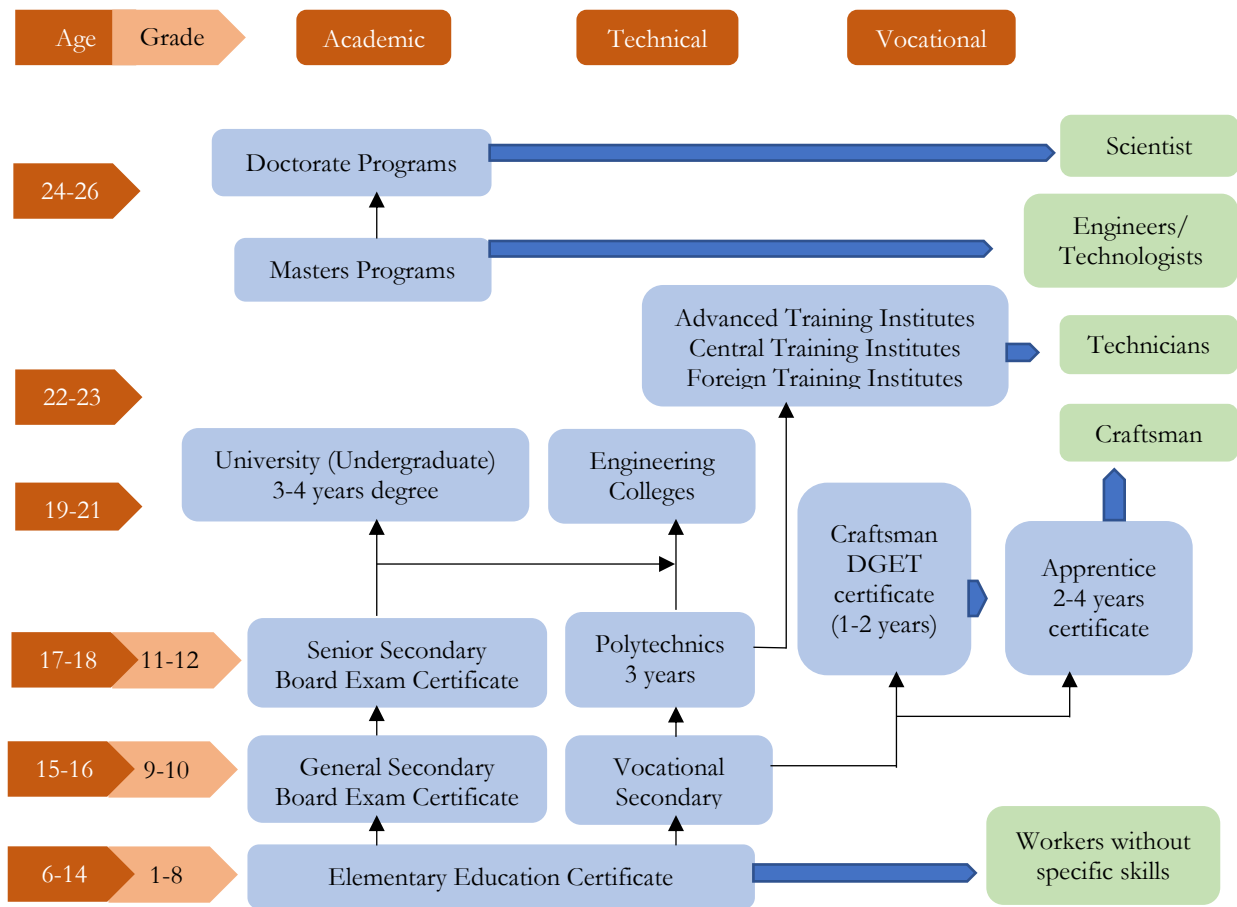 Age
Grade
Academic
Technical
Vocational
Doctorate Programs
Scientist
24-26
Masters Programs
Engineers/
Technologists
Advanced Training Institutes
Central Training Institutes
Foreign Training Institutes
Technicians
22-23
Craftsman
University (Undergraduate)
3-4 years degree
Engineering
Colleges
19-21
Craftsman
DGET
certificate
(1-2 years)
Apprentice
2-4 years
certificate
17-18
11-12
Senior Secondary
Board Exam Certificate
Polytechnics
3 years
15-16
9-10
General Secondary
Board Exam Certificate
Vocational
Secondary
6-14
1-8
Elementary Education Certificate
Workers without
specific skills